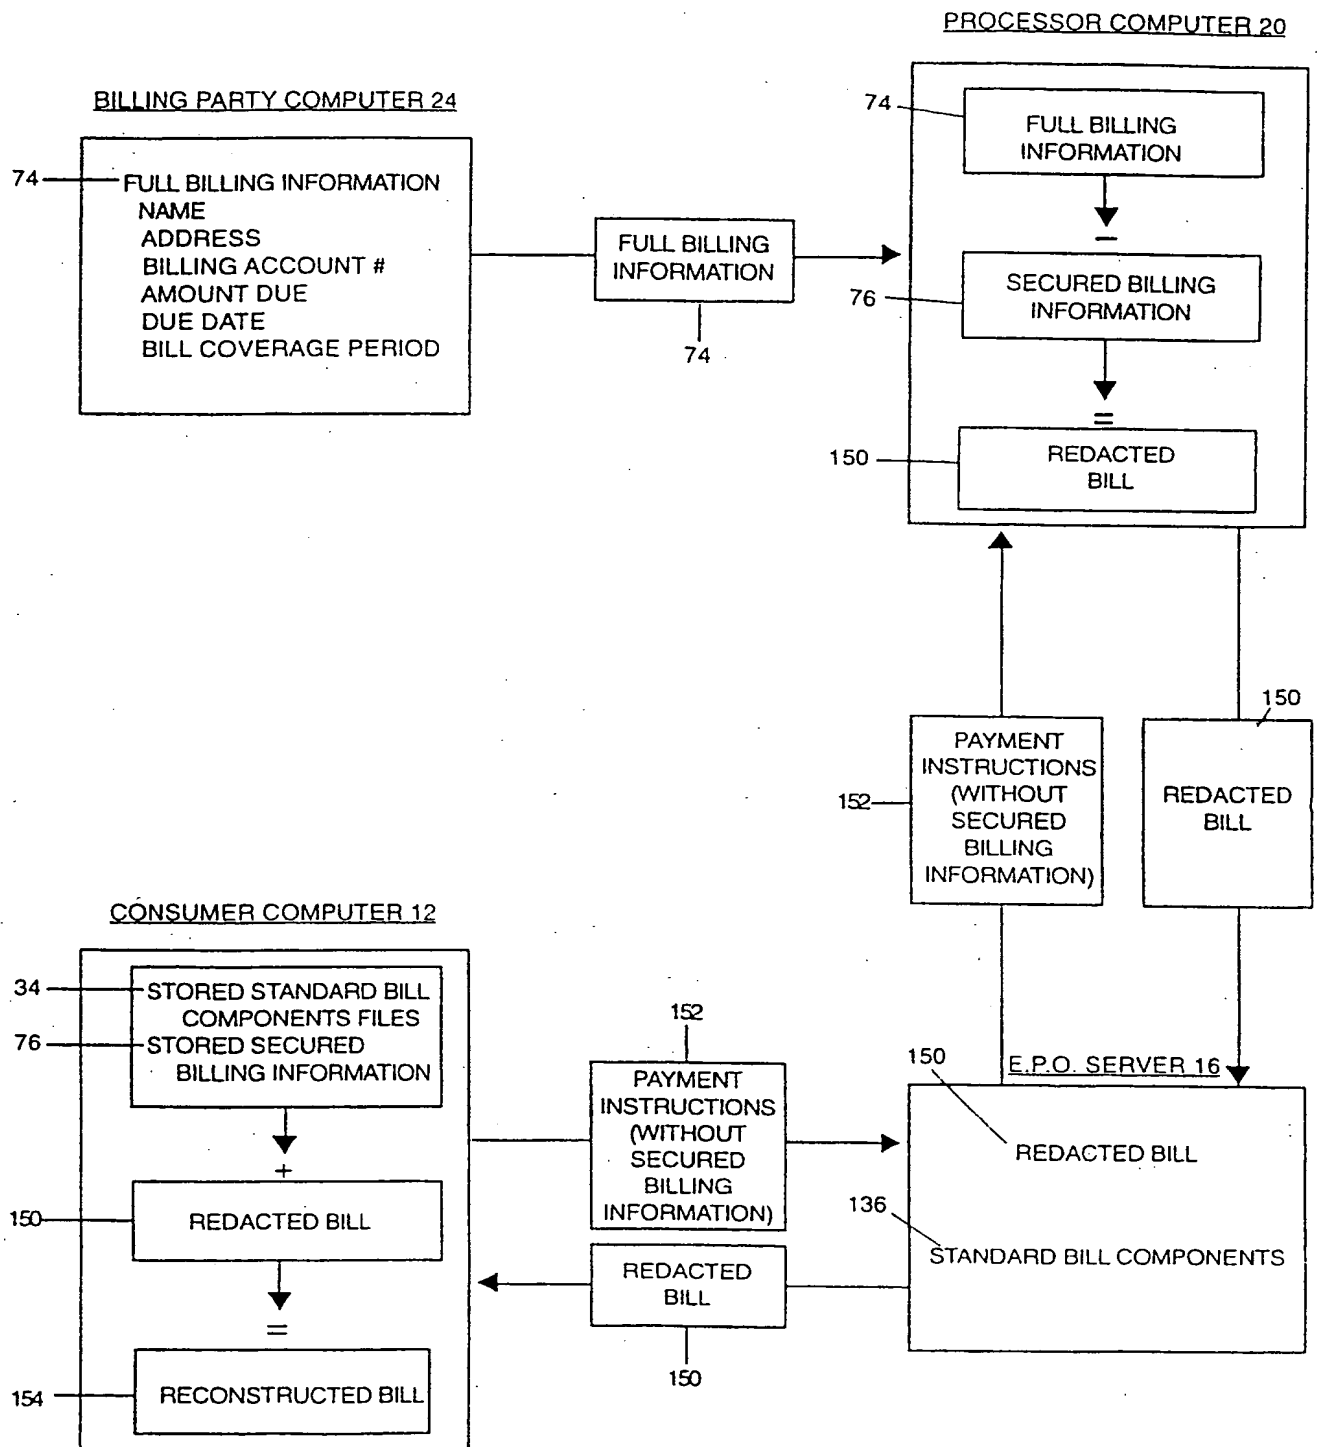 PROCESSOR COMPUTER 20
BILLING PARTY COMPUTER 24
74
FULL BILLING INFORMATION
NAME
ADDRESS
BILLING ACCOUNT #
AMOUNT DUE
DUE DATE
BILL COVERAGE PERIOD
FULL BILLING
INFORMATION
74
74
FULL BILLING
INFORMATION
–
76
SECURED BILLING
INFORMATION
=
150
REDACTED
BILL
152
PAYMENT
INSTRUCTIONS
(WITHOUT
SECURED
BILLING
INFORMATION)
150
REDACTED
BILL
CONSUMER COMPUTER 12
34
STORED STANDARD BILL
COMPONENTS FILES
76
STORED SECURED
BILLING INFORMATION
+
150
REDACTED BILL
=
154
RECONSTRUCTED BILL
152
PAYMENT
INSTRUCTIONS
(WITHOUT
SECURED
BILLING
INFORMATION)
REDACTED
BILL
150
E.P.O. SERVER 16
150
REDACTED BILL
136
STANDARD BILL COMPONENTS